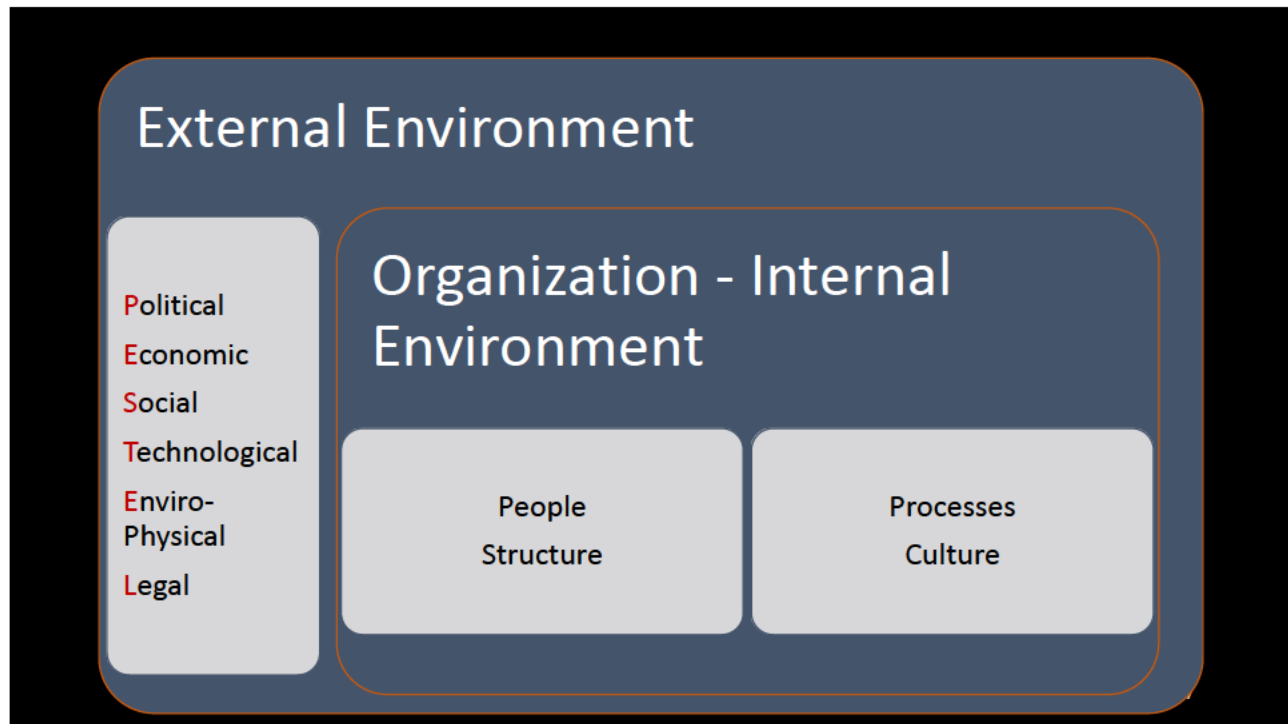 External Environment
Political
Economic
Social
Technological
Enviro-
Physical
Legal
Organization - Internal
Environment
People
Structure
Processes
Culture